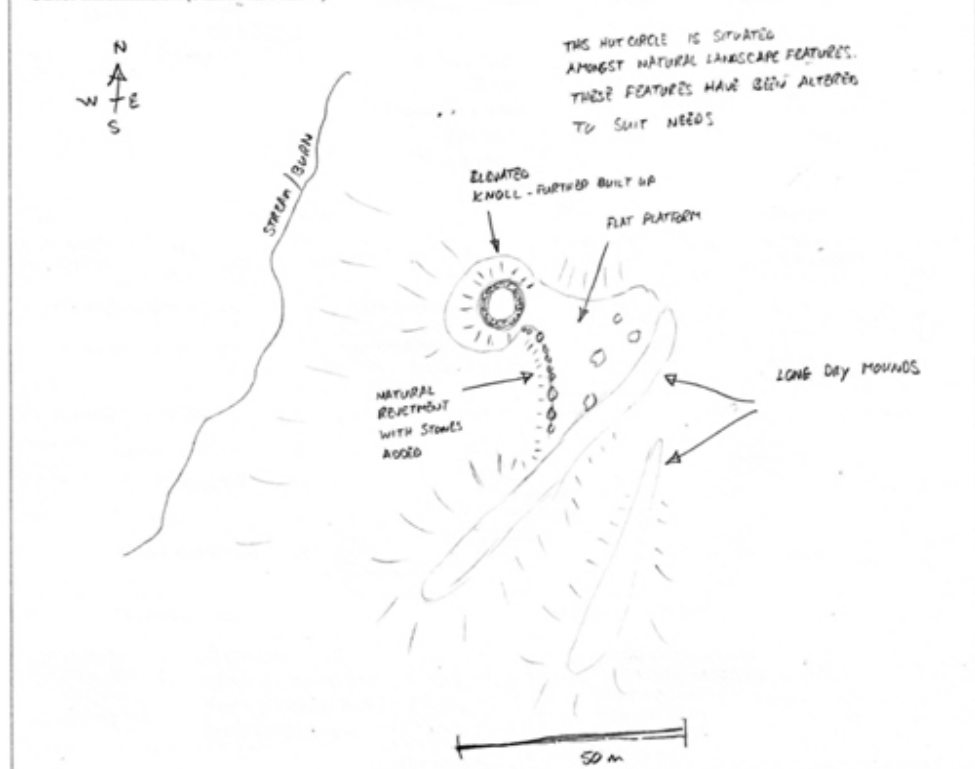 N
W E
S
THIS HUT CIRCLE IS SITUATED
AMONGST NATURAL LANDSCAPE FEATURES.
THESE FEATURES HAVE BEEN ALTERED
TO SUIT NEEDS
STREAM/BURN
ELEVATED
KNOLL - FURTHER BUILT UP
FLAT PLATFORM
NATURAL
REVETMENT
WITH STONES
ADDED
LONG DRY MOUNDS
50 m